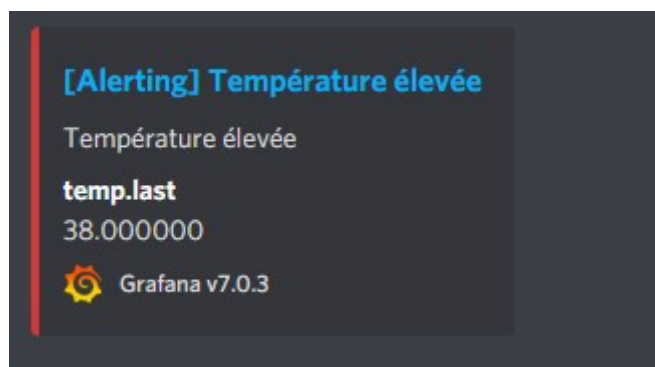 [Alerting] Température élevée
Température élevée
temp.last
38.000000
Grafana v7.0.3